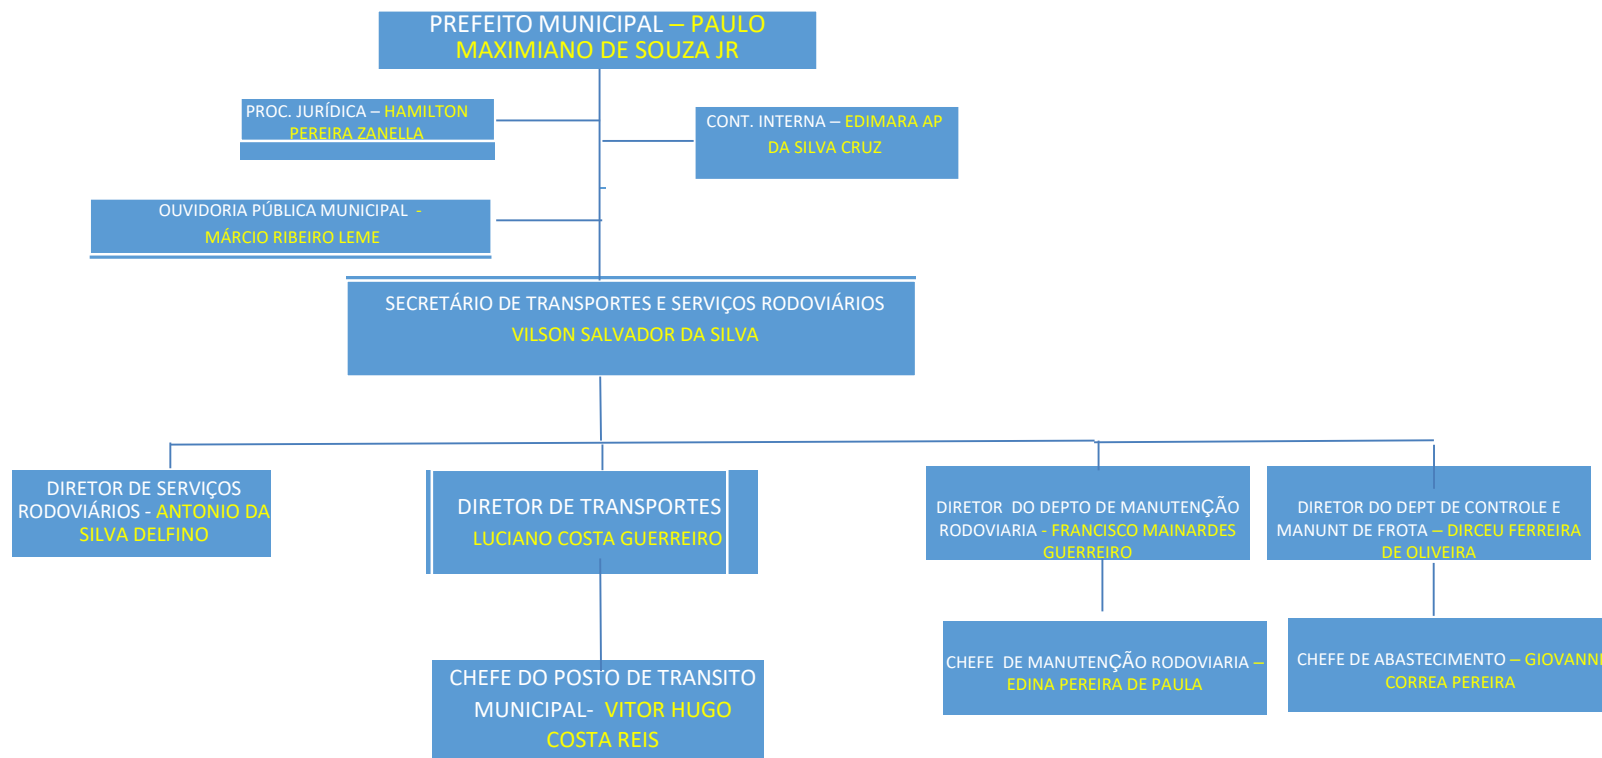 PREFEITO MUNICIPAL – PAULO
MAXIMIANO DE SOUZA JR
PROC. JURÍDICA – HAMILTON
PEREIRA ZANELLA
CONT. INTERNA – EDIMARA AP
DA SILVA CRUZ
OUVIDORIA PÚBLICA MUNICIPAL -
MÁRCIO RIBEIRO LEME
SECRETÁRIO DE TRANSPORTES E SERVIÇOS RODOVIÁRIOS
VILSON SALVADOR DA SILVA
DIRETOR DE SERVIÇOS
RODOVIÁRIOS - ANTONIO DA
SILVA DELFINO
DIRETOR DE TRANSPORTES
LUCIANO COSTA GUERREIRO
DIRETOR DO DEPTO DE MANUTENÇÃO
RODOVIARIA - FRANCISCO MAINARDES
GUERREIRO
DIRETOR DO DEPT DE CONTROLE E
MANUNT DE FROTA – DIRCEU FERREIRA
DE OLIVEIRA
CHEFE DO POSTO DE TRANSITO
MUNICIPAL- VITOR HUGO
COSTA REIS
CHEFE DE MANUTENÇÃO RODOVIARIA –
EDINA PEREIRA DE PAULA
CHEFE DE ABASTECIMENTO – GIOVANNI
CORREA PEREIRA